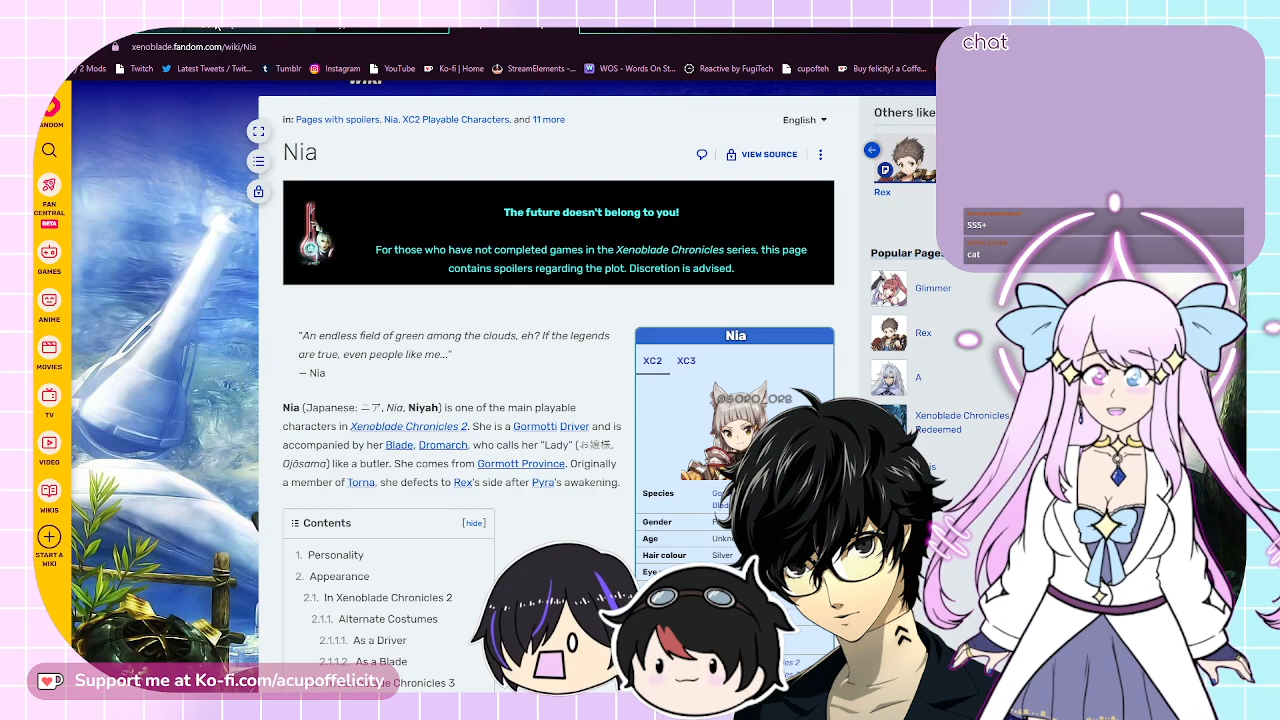 chat
xenoblade.fandom.com/wiki/Nia
2 Mods
Twitch
Latest Tweets / Twit...
Tumblr
Instagram
YouTube
Ko-fi | Home
StreamElements -...
WOS - Words On St...
Reactive by FugiTech
cupofteh
Buy felicity! a Coffe...
WIKI
in: Pages with spoilers, Nia, XC2 Playable Characters, and 11 more
English
Nia
VIEW SOURCE
The future doesn't belong to you!
For those who have not completed games in the Xenoblade Chronicles series, this page
contains spoilers regarding the plot. Discretion is advised.
"An endless field of green among the clouds, eh? If the legends
are true, even people like me..."
— Nia
Nia (Japanese: ニア, Nia, Niyah) is one of the main playable
characters in Xenoblade Chronicles 2. She is a Gormotti Driver and is
accompanied by her Blade, Dromarch, who calls her "Lady" (お嬢様,
Ojōsama) like a butler. She comes from Gormott Province. Originally
a member of Torna, she defects to Rex's side after Pyra's awakening.
Contents
[hide]
1. Personality
2. Appearance
2.1. In Xenoblade Chronicles 2
2.1.1. Alternate Costumes
2.1.1.1. As a Driver
2.1.1.2. As a Blade
Chronicles 3
Nia
XC2
XC3
Species
Gender
Age
Unkn
Hair colour
Silver
Eye
Others like
Rex
Popular Page
Glimmer
Rex
A
Xenoblade Chronicles
Redeemed
SSS+
cat
FANDOM
FAN
CENTRAL
BETA
GAMES
ANIME
MOVIES
TV
VIDEO
WIKIS
START A
WIKI
Support me at Ko-fi.com/acupoffelicity